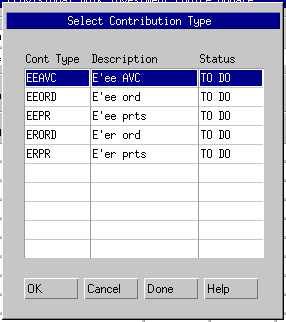 Select Contribution Type
Cont Type Description Status
EEAVC E'ee AVC TO DO
EEORD E'ee ord TO DO
EEPR E'ee prts TO DO
ERORD E'er ord TO DO
ERPR E'er prts TO DO
OK Cancel Done Help